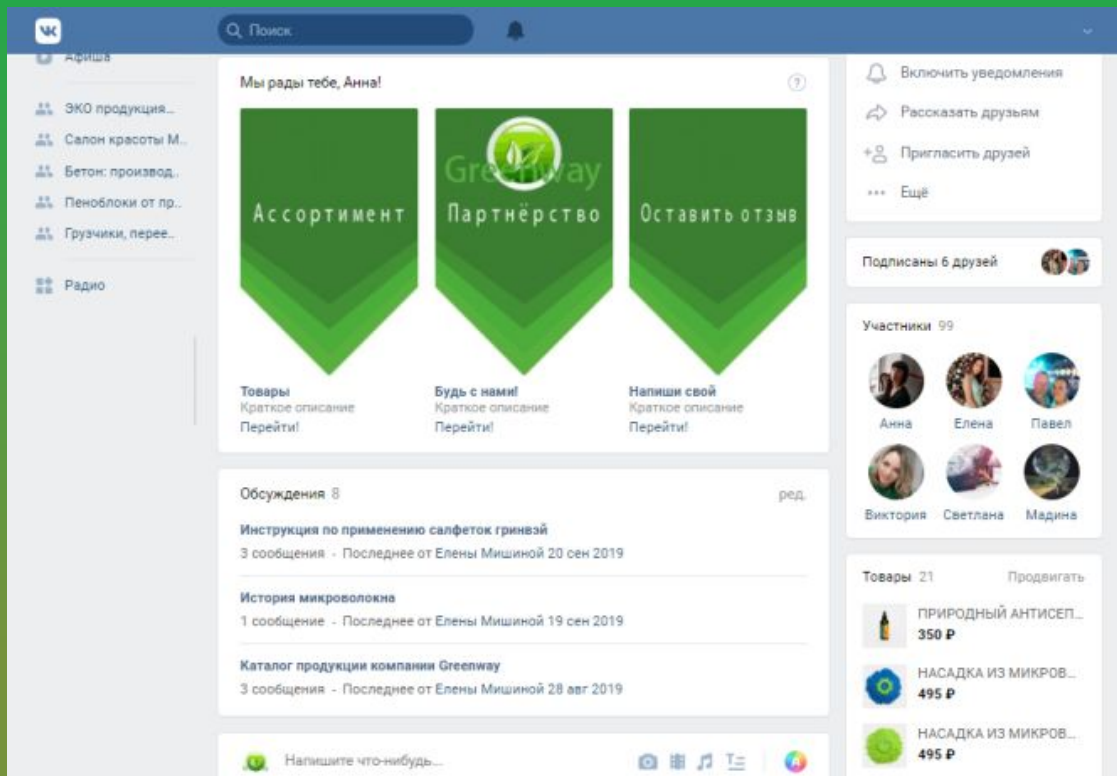 Поиск
Афиша
ЭКО продукция...
Салон красоты М..
Бетон: производ..
Пеноблоки от пр..
Грузчики, перее...
Радио
Мы рады тебе, Анна!
?
Ассортимент
Greenway
Партнёрство
Оставить отзыв
Товары
Краткое описание
Перейти!
Будь с нами!
Краткое описание
Перейти!
Напиши свой
Краткое описание
Перейти!
Обсуждения 8
ред.
Инструкция по применению салфеток гринвэй
3 сообщения - Последнее от Елены Мишиной 20 сен 2019
История микроволокна
1 сообщение - Последнее от Елены Мишиной 19 сен 2019
Каталог продукции компании Greenway
3 сообщения - Последнее от Елены Мишиной 28 авг 2019
Напишите что-нибудь...
Включить уведомления
Рассказать друзьям
Пригласить друзей
Ещё
Подписаны 6 друзей
Участники 99
Анна Елена Павел
Виктория Светлана Мадина
Товары 21 Продвигать
ПРИРОДНЫЙ АНТИСЕП...
350 ₽
НАСАДКА ИЗ МИКРОВ...
495 ₽
НАСАДКА ИЗ МИКРОВ...
495 ₽